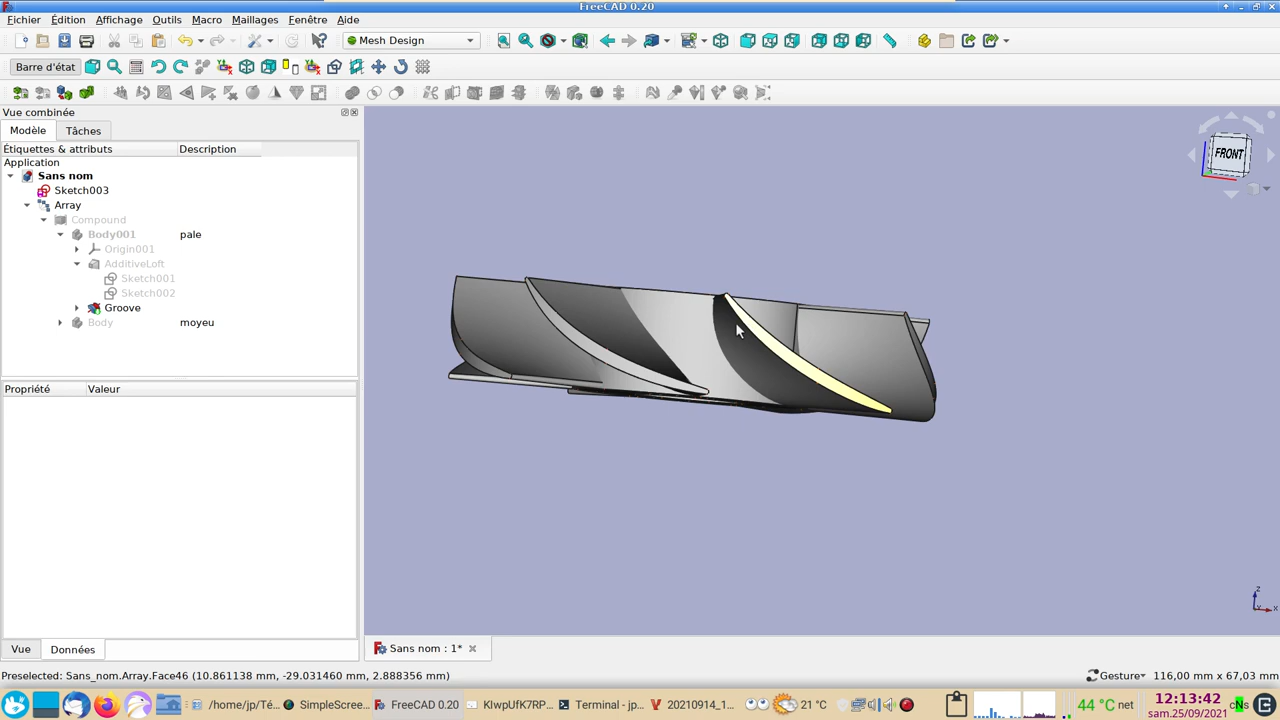 FreeCAD 0.20
Fichier Édition Affichage Outils Macro Maillages Fenêtre Aide
Mesh Design
Barre d'état
Vue combinée
Modèle Tâches
Étiquettes & attributs Description
Application
Sans nom
Sketch003
Array
Compound
Body001 pale
Origin001
AdditiveLoft
Sketch001
Sketch002
Groove
Body moyeu
Propriété Valeur
FRONT
z
x
Vue Données
Sans nom : 1*
Preselected: Sans_nom.Array.Face46 (10.861138 mm, -29.031460 mm, 2.888356 mm)
Gesture 116,00 mm x 67,03 mm
/home/jp/Té... SimpleScree... FreeCAD 0.20 KIwpUfK7RP... Terminal - jp... 20210914_1... 21 °C 44 °C net 12:13:42
sam.25/09/2021
cNs